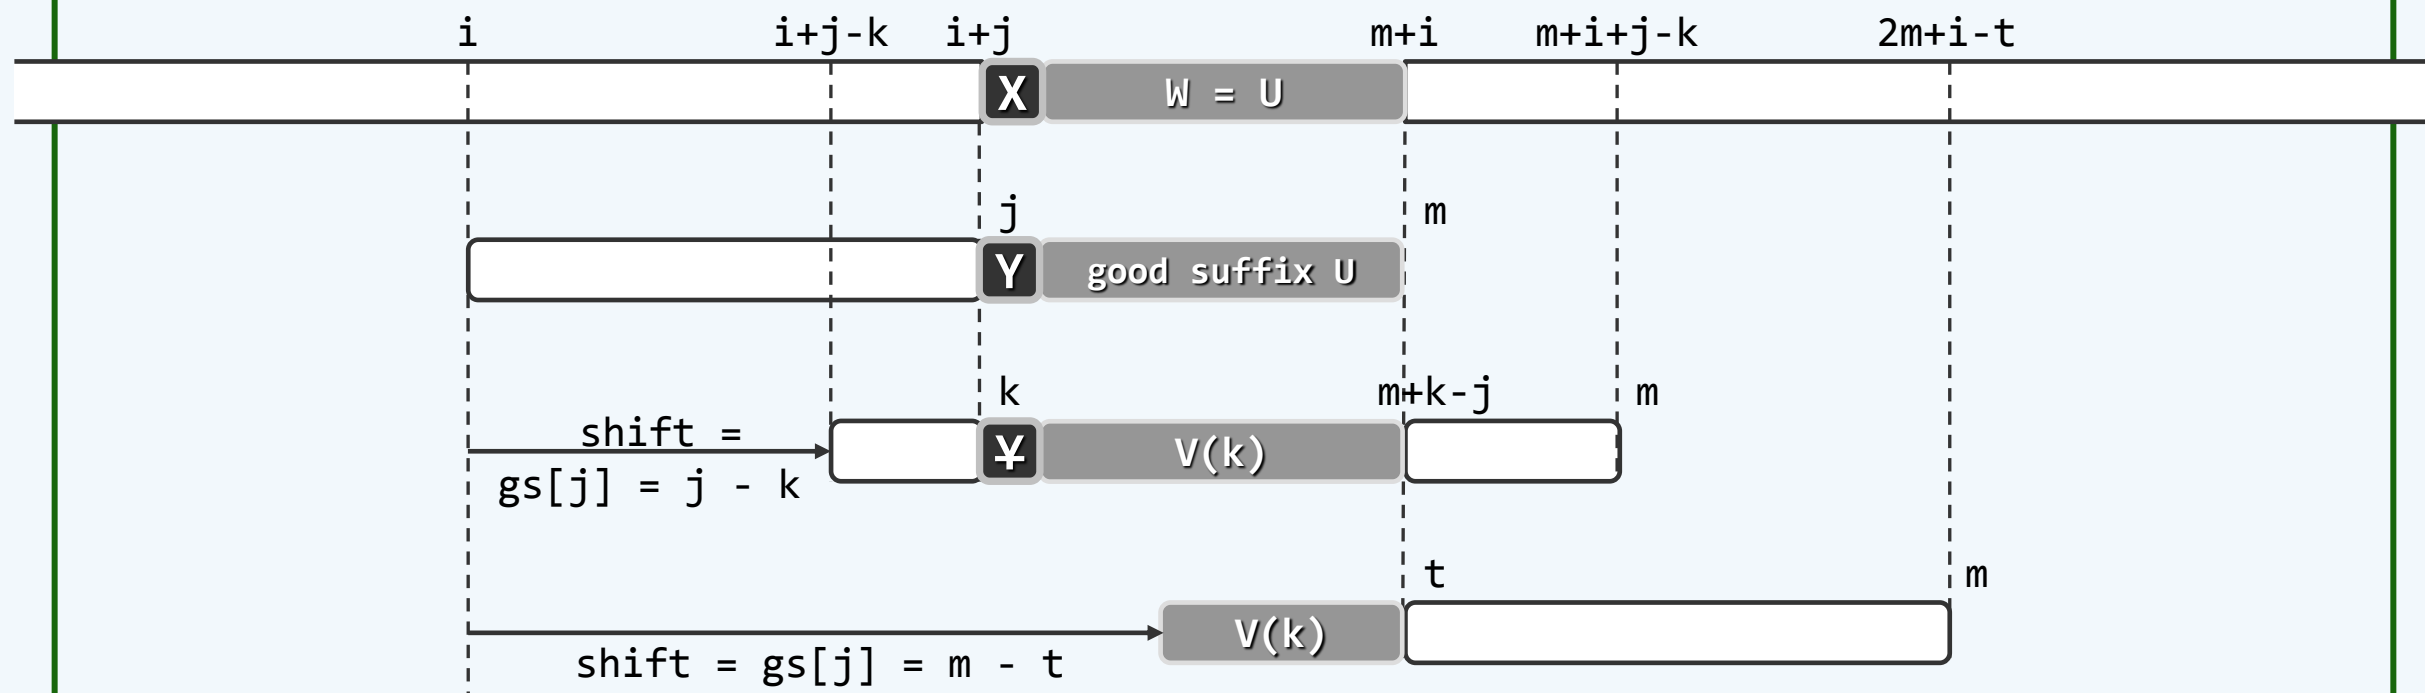 i i+j-k i+j m+i m+i+j-k 2m+i-t
X W = U
j m
Y good suffix U
k m+k-j m
shift =
¥ V(k)
gs[j] = j - k
t m
V(k)
shift = gs[j] = m - t